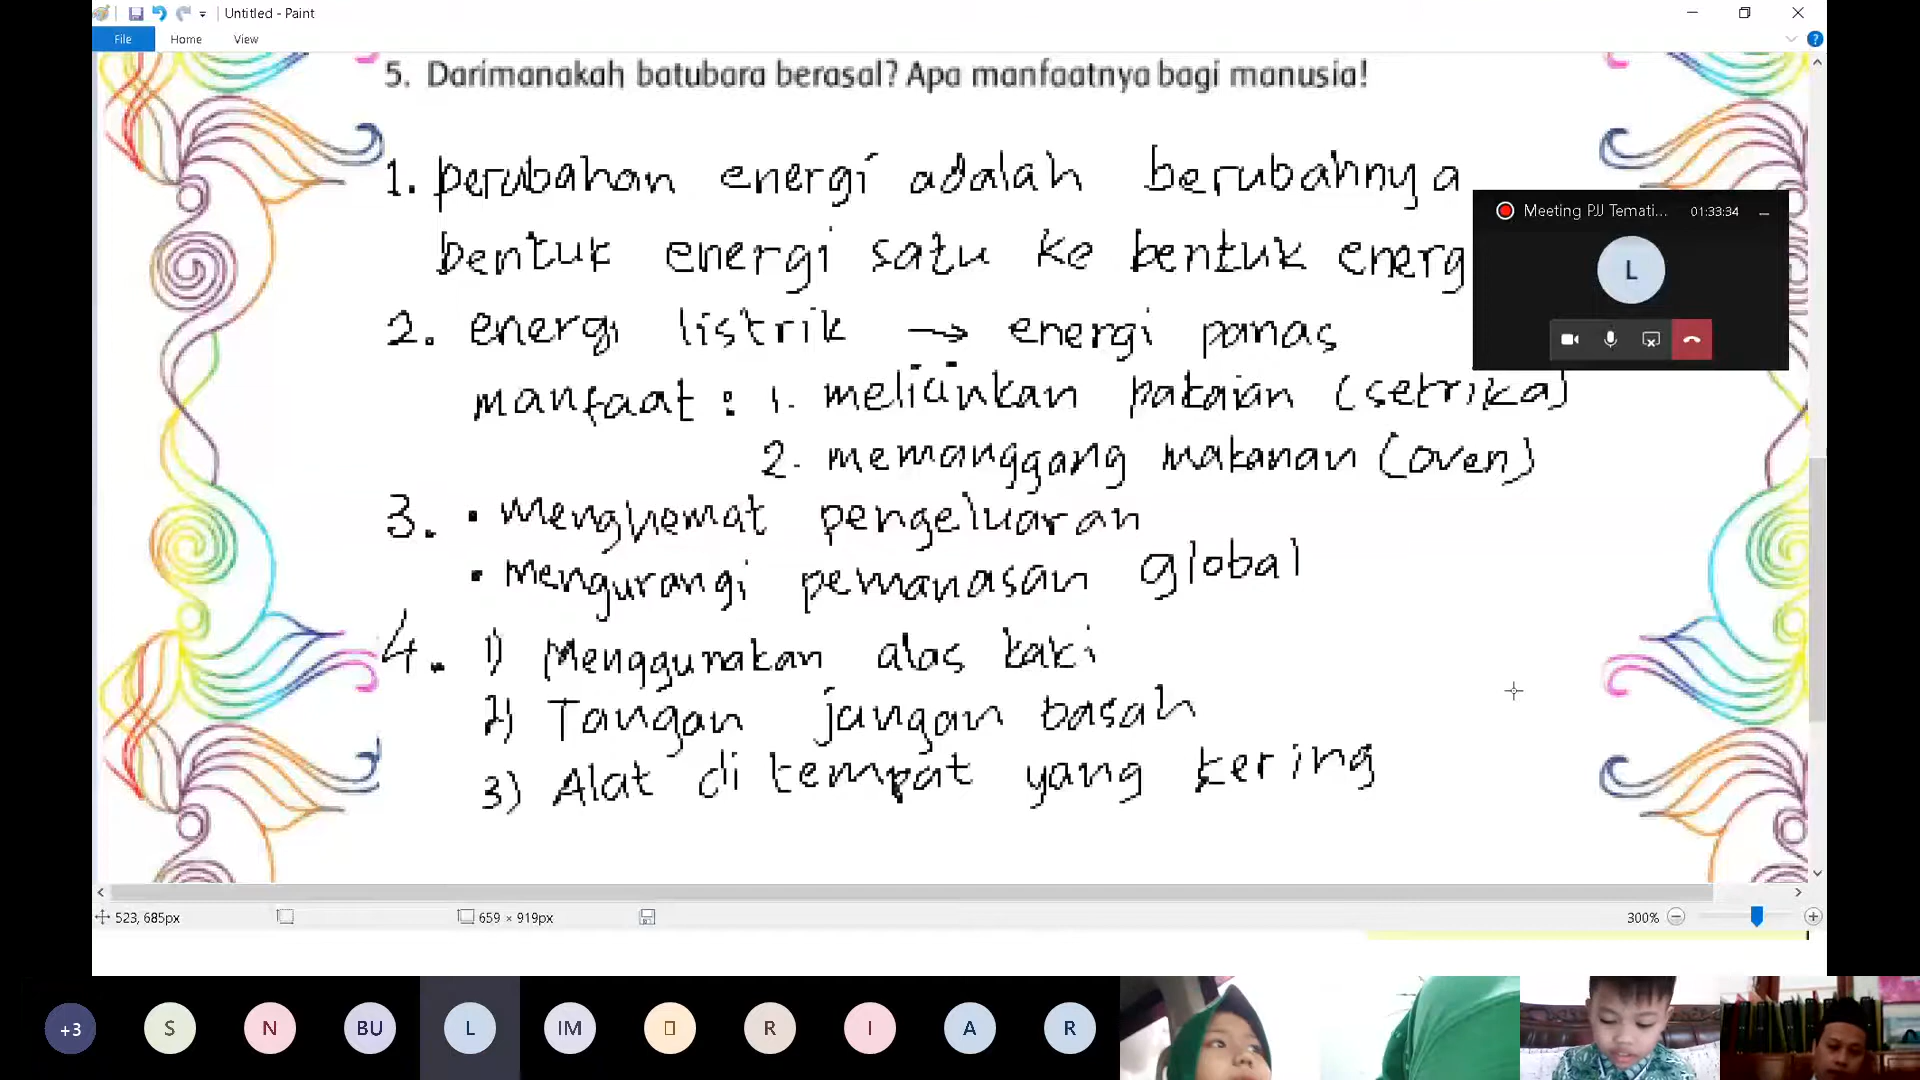 Untitled - Paint
File Home View
5. Darimanakah batubara berasal? Apa manfaatnya bagi manusia!
1. perubahan energi adalah berubahnya
bentuk energi satu ke bentuk energ
2. energi listrik → energi panas
manfaat : 1. meliciinkan pakaian (setrika)
2. memanggang makanan (oven)
3. • menghemat pengeluaran
• mengurangi pemanasan global
4. 1) Menggunakan alas kaki
2) Tangan jangan basah
3) Alat di tempat yang kering
Meeting PJJ Temati... 01:33:34
L
523, 685px 659 × 919px 300%
+3 S N BU L IM R I A R